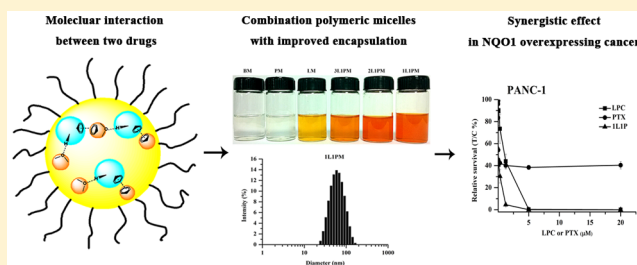 Molecluar interaction
between two drugs
Combination polymeric micelles
with improved encapsulation
BM PM LM 3L1PM 2L1PM 1L1PM
1L1PM
Intensity (%)
16
14
12
10
8
6
4
2
0
1 10 100 1000
Diameter (nm)
Synergistic effect
in NQO1 overexpressing cancer
PANC-1
LPC
PTX
1L1P
Relative survival (T/C %)
100
80
60
40
20
0
0 5 10 15 20
LPC or PTX (μM)